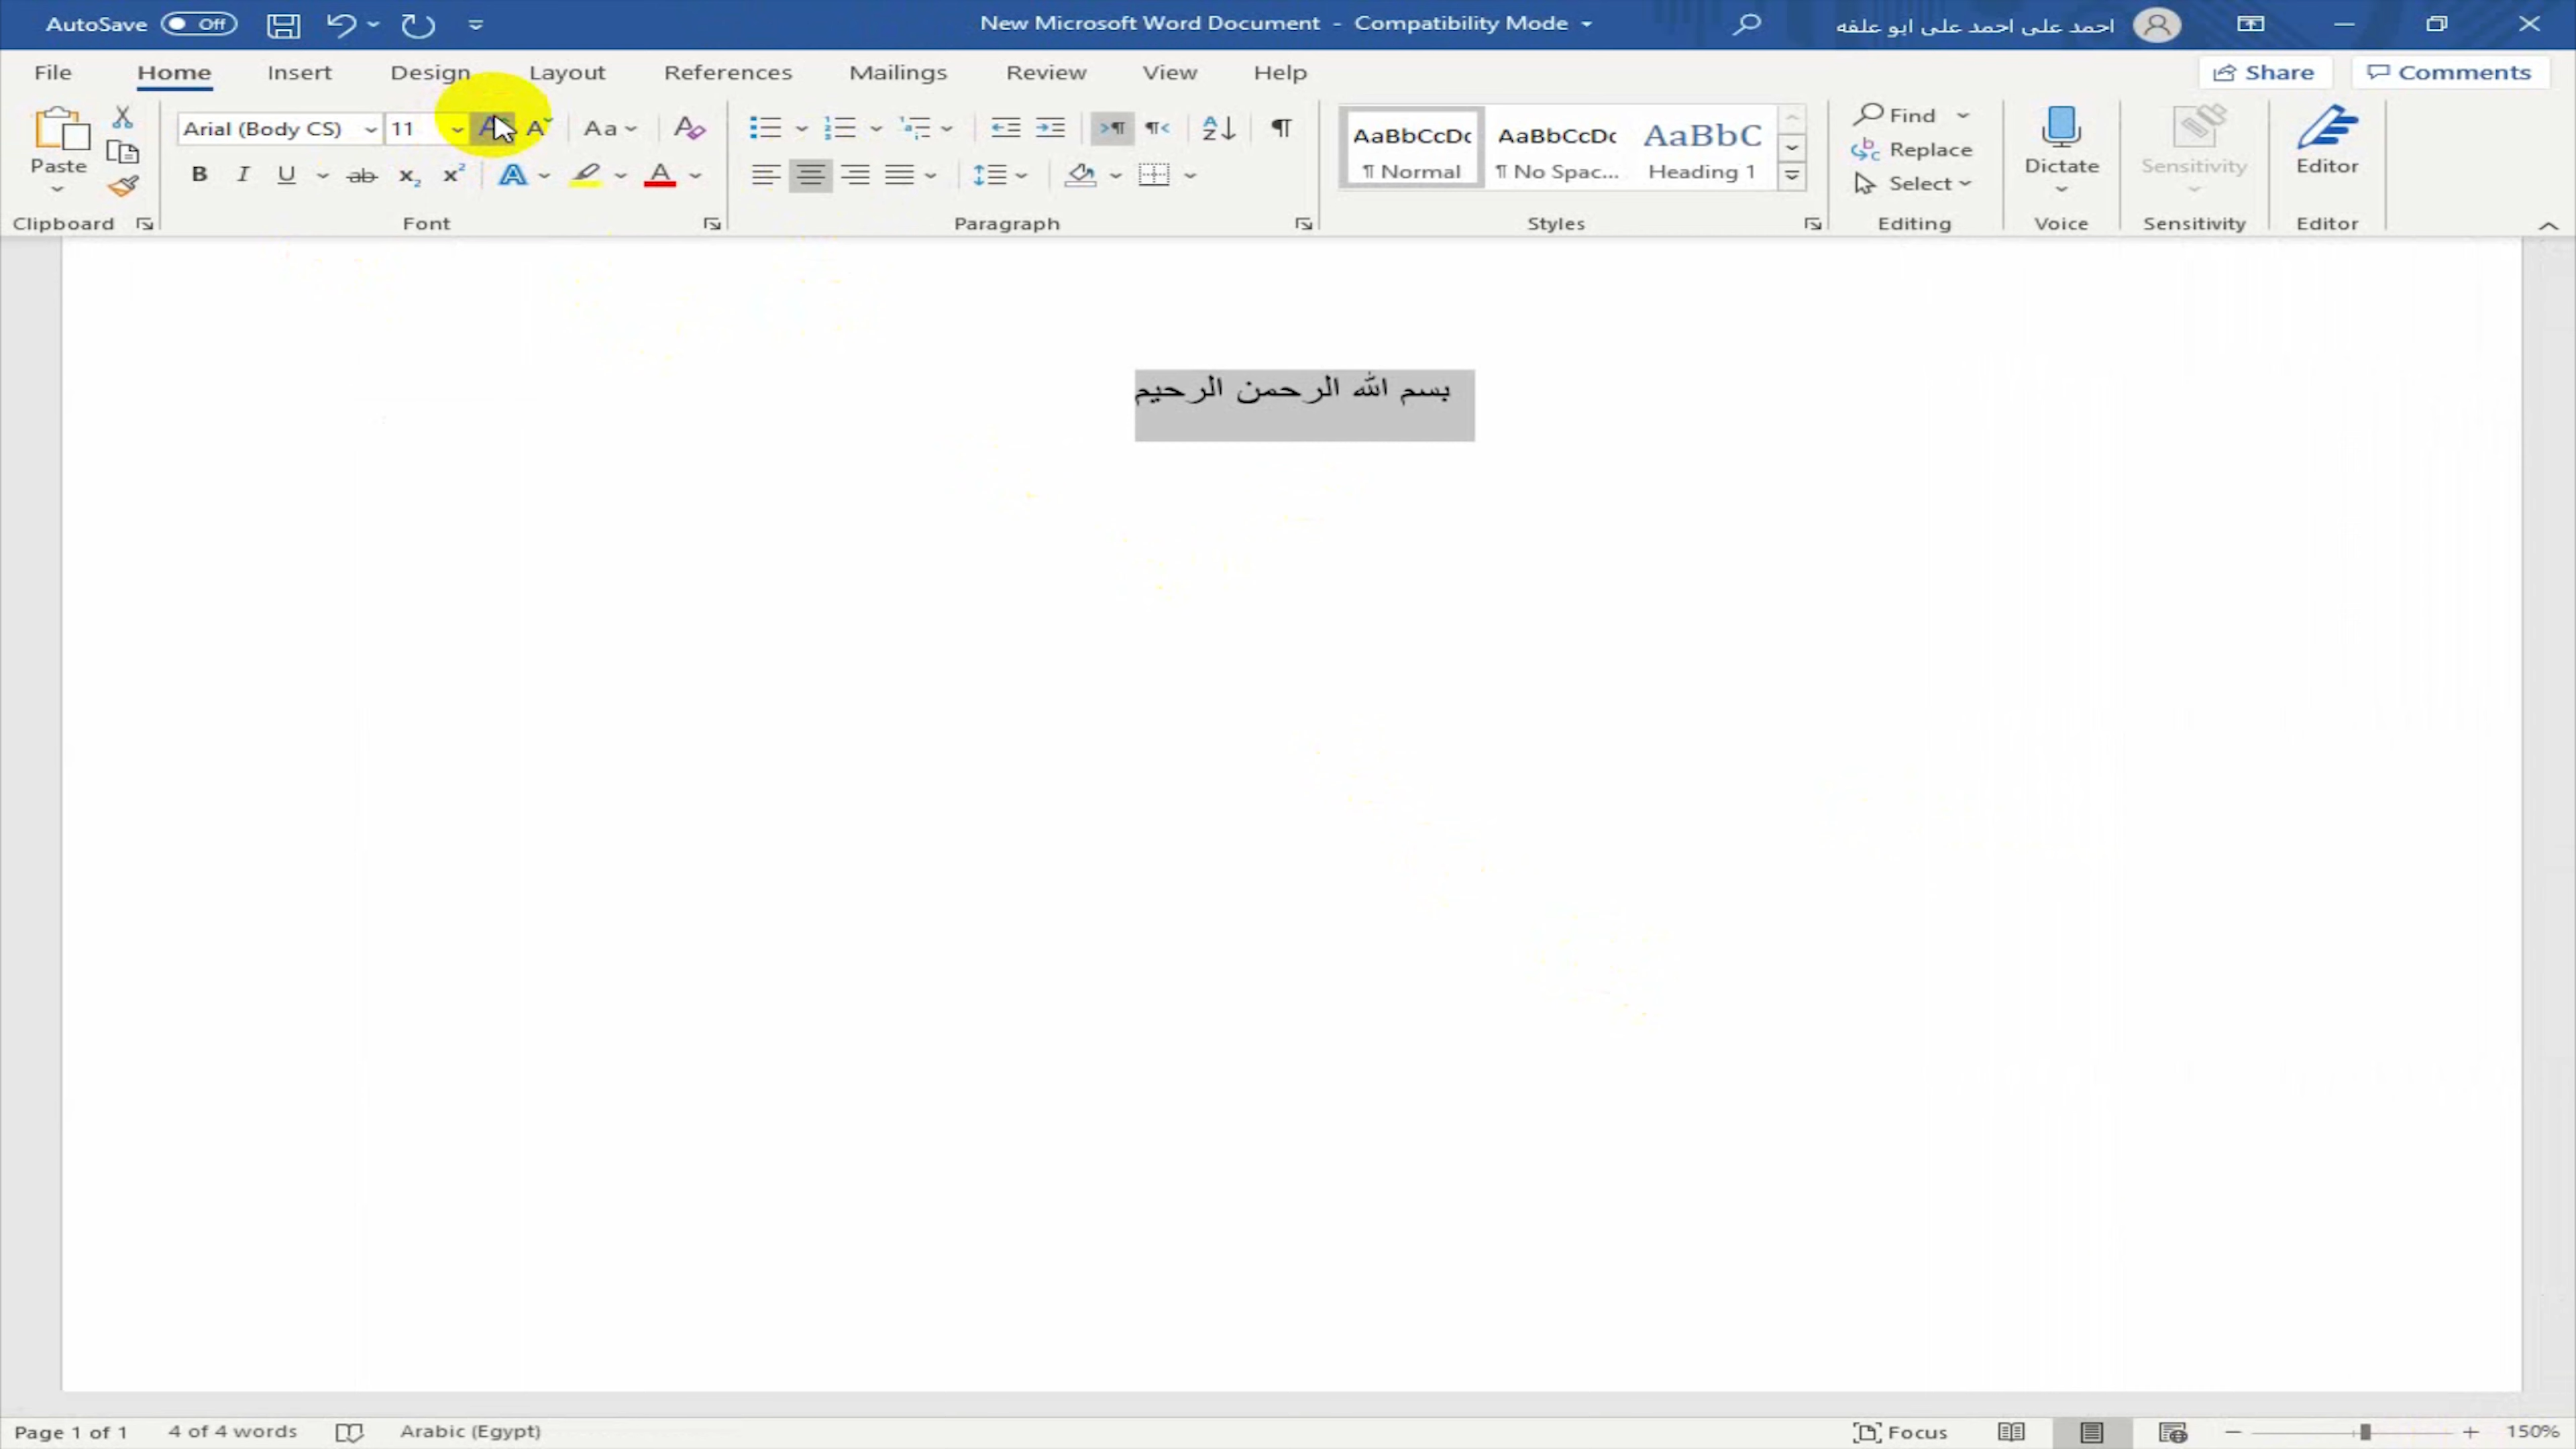 AutoSave Off
New Microsoft Word Document - Compatibility Mode
احمد على احمد على ابو علفه
File Home Insert Design Layout References Mailings Review View Help
Share Comments
Arial (Body CS) 11
Aa
AaBbCcDc AaBbCcDc AaBbC
¶ Normal ¶ No Spac... Heading 1
Paste
Find
Replace
Select
Dictate
Sensitivity
Editor
Clipboard Font Paragraph Styles Editing Voice Sensitivity Editor
بسم الله الرحمن الرحيم
Page 1 of 1 4 of 4 words Arabic (Egypt) Focus 150%